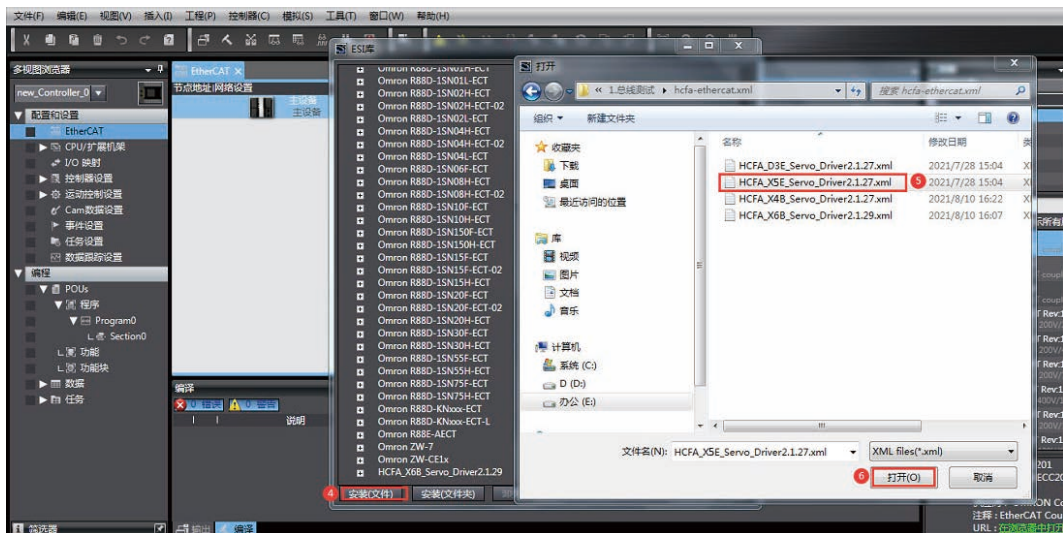 文件(F) 编辑(E) 视图(V) 插入(I) 工程(P) 控制器(C) 模拟(S) 工具(T) 窗口(W) 帮助(H)
多视图浏览器
new_Controller_0
配置和设置
EtherCAT
CPU/扩展机架
I/O 映射
控制器设置
运动控制设置
Cam数据设置
事件设置
任务设置
数据跟踪设置
编程
POUs
程序
Program0
Section0
功能
功能块
数据
任务
筛选器
EtherCAT
节点地址|网络设置
主设备
主设备
编译
0 错误 0 警告
说明
输出 编译
ESI库
Omron R88D-1SN01H-ECT
Omron R88D-1SN01L-ECT
Omron R88D-1SN02H-ECT
Omron R88D-1SN02H-ECT-02
Omron R88D-1SN02L-ECT
Omron R88D-1SN04H-ECT
Omron R88D-1SN04H-ECT-02
Omron R88D-1SN04L-ECT
Omron R88D-1SN06F-ECT
Omron R88D-1SN08H-ECT
Omron R88D-1SN08H-ECT-02
Omron R88D-1SN10F-ECT
Omron R88D-1SN10H-ECT
Omron R88D-1SN150F-ECT
Omron R88D-1SN150H-ECT
Omron R88D-1SN15F-ECT
Omron R88D-1SN15F-ECT-02
Omron R88D-1SN15H-ECT
Omron R88D-1SN20F-ECT
Omron R88D-1SN20F-ECT-02
Omron R88D-1SN20H-ECT
Omron R88D-1SN30F-ECT
Omron R88D-1SN30H-ECT
Omron R88D-1SN55F-ECT
Omron R88D-1SN55H-ECT
Omron R88D-1SN75F-ECT
Omron R88D-1SN75H-ECT
Omron R88D-KNxxx-ECT
Omron R88D-KNxxx-ECT-L
Omron R88E-AECT
Omron ZW-7
Omron ZW-CE1x
HCFA_X6B_Servo_Driver2.1.29
4 安装(文件) 安装(文件夹)
打开
« 1.总线测试 ▸ hcfa-ethercat.xml
搜索 hcfa-ethercat.xml
组织 新建文件夹
收藏夹
下载
桌面
最近访问的位置
库
视频
图片
文档
音乐
计算机
系统 (C:)
D (D:)
办公 (E:)
名称 修改日期
HCFA_D3E_Servo_Driver2.1.27.xml 2021/7/28 15:04
HCFA_X5E_Servo_Driver2.1.27.xml 5 2021/7/28 15:04
HCFA_X4B_Servo_Driver2.1.27.xml 2021/8/10 16:22
HCFA_X6B_Servo_Driver2.1.29.xml 2021/8/10 16:07
文件名(N): HCFA_X5E_Servo_Driver2.1.27.xml XML files(*.xml)
6 打开(O) 取消
注释 : EtherCAT Cou
URL : 在浏览器中打开